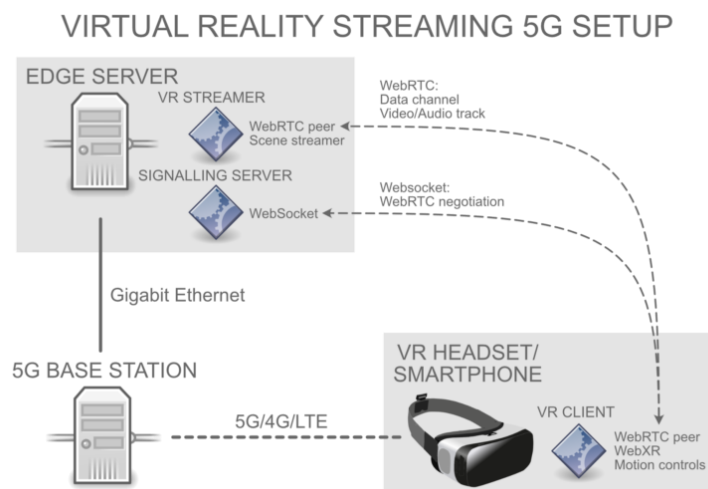 VIRTUAL REALITY STREAMING 5G SETUP
EDGE SERVER
VR STREAMER
WebRTC peer
Scene streamer
SIGNALLING SERVER
WebSocket
WebRTC:
Data channel
Video/Audio track
Websocket:
WebRTC negotiation
Gigabit Ethernet
5G BASE STATION
5G/4G/LTE
VR HEADSET/
SMARTPHONE
VR CLIENT
WebRTC peer
WebXR
Motion controls